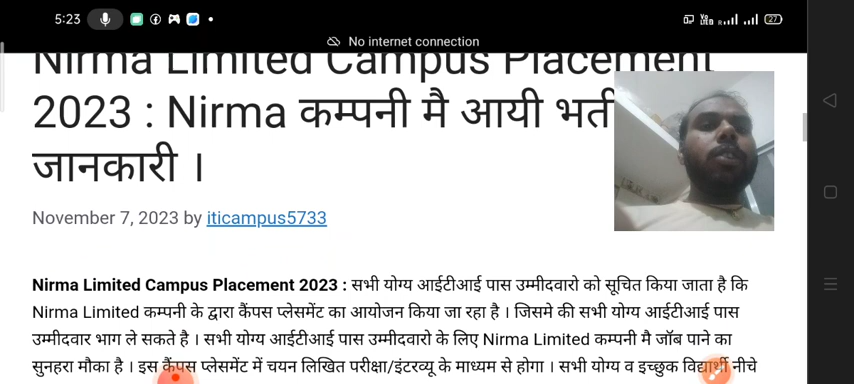 5:23
27
No internet connection
Nirma Limited Campus Placement
2023 : Nirma कम्पनी मै आयी
जानकारी ।
November 7, 2023 by iticampus5733
Nirma Limited Campus Placement 2023 : सभी योग्य आईटीआई पास उम्मीदवारो को सूचित किया जाता है कि
Nirma Limited कम्पनी के द्वारा कैंपस प्लेसमेंट का आयोजन किया जा रहा है । जिसमे की सभी योग्य आईटीआई पास
उम्मीदवार भाग ले सकते है । सभी योग्य आईटीआई पास उम्मीदवारो के लिए Nirma Limited कम्पनी मै जॉब पाने का
सुनहरा मौका है । इस कैंपस प्लेसमेंट में चयन लिखित परीक्षा/इंटरव्यू के माध्यम से होगा । सभी योग्य व इच्छुक विद्यार्थी नीचे